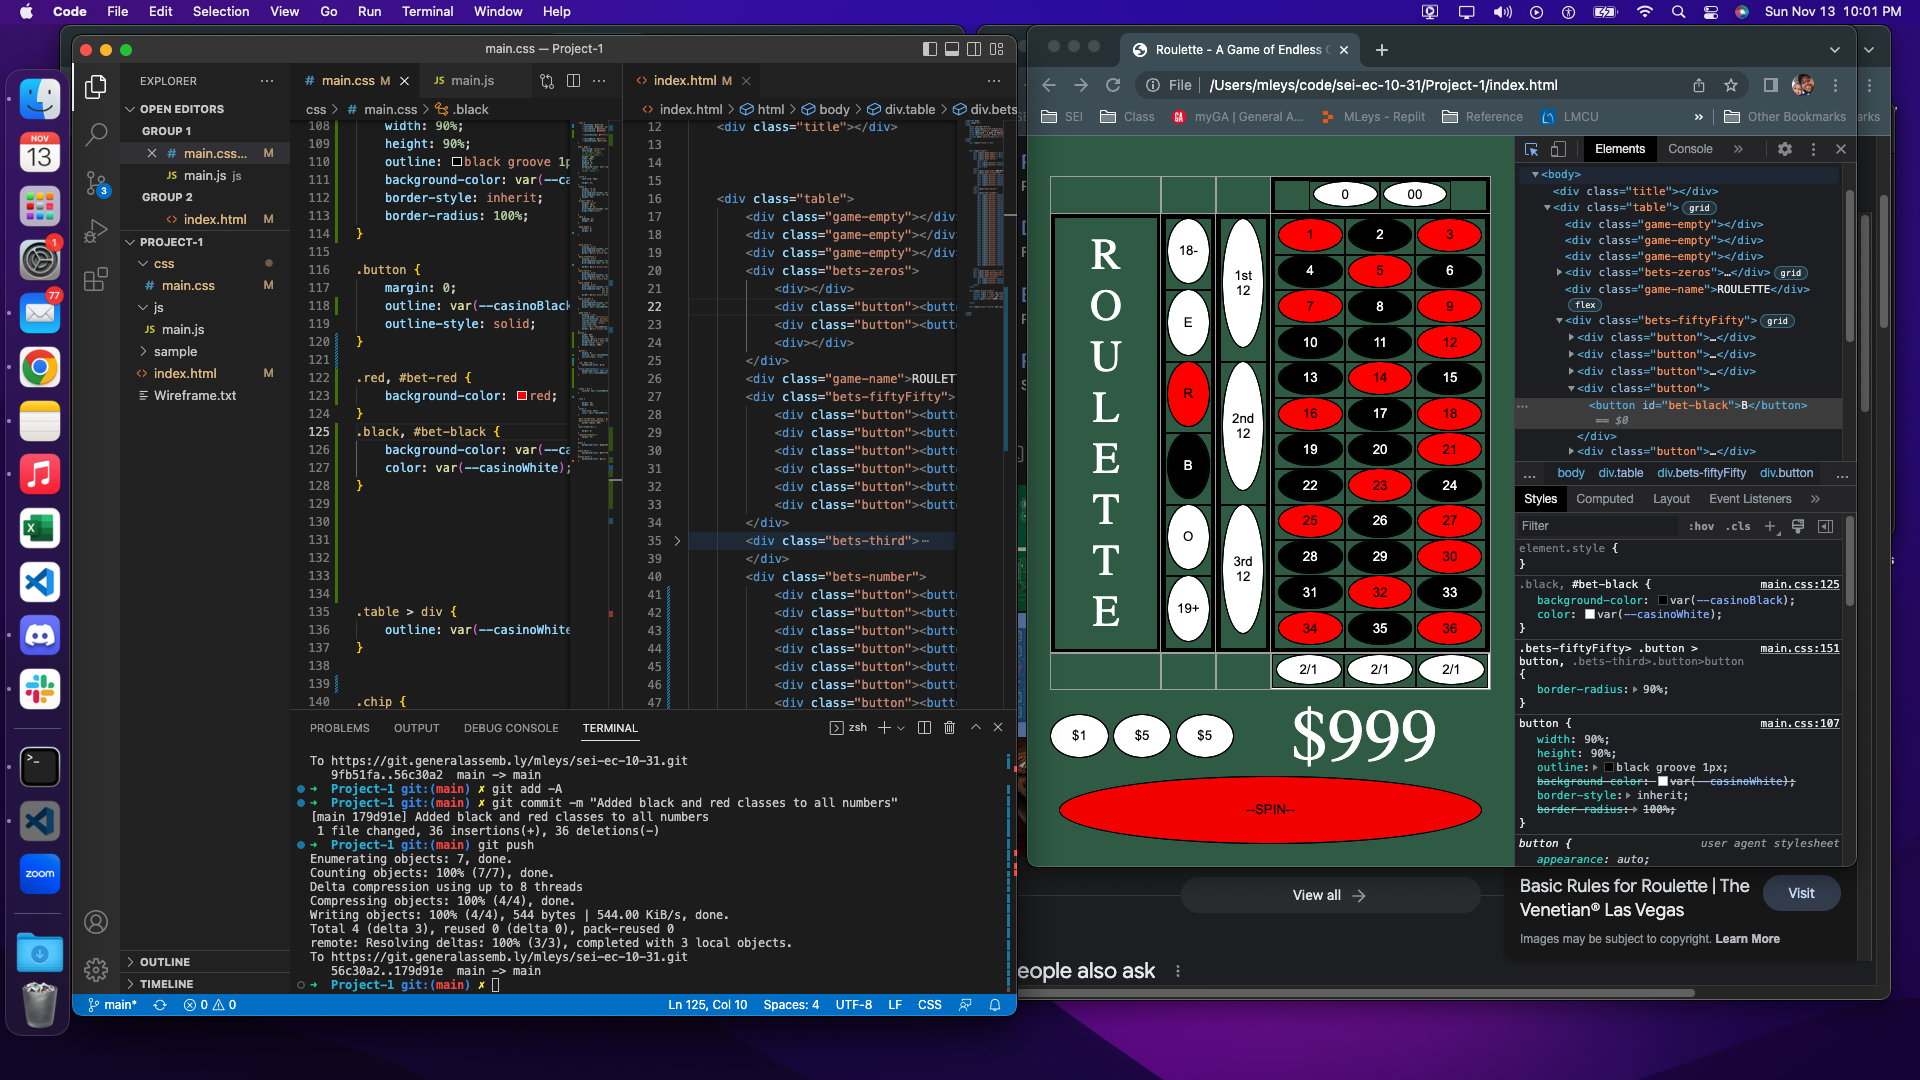 Code File Edit Selection View Go Run Terminal Window Help
Sun Nov 13 10:01 PM
NOV
13
1
77
zoom
main.css — Project-1
EXPLORER
OPEN EDITORS
GROUP 1
# main.css... M
JS main.js js
GROUP 2
<> index.html M
PROJECT-1
css
# main.css M
js
JS main.js
sample
<> index.html M
Wireframe.txt
OUTLINE
TIMELINE
3
# main.css M
JS main.js
css > # main.css > .black
108 width: 90%;
109 height: 90%;
110 outline: black groove 1p
111 background-color: var(--ca
112 border-style: inherit;
113 border-radius: 100%;
114 }
115
116 .button {
117 margin: 0;
118 outline: var(--casinoBlack
119 outline-style: solid;
120 }
121
122 .red, #bet-red {
123 background-color: red;
124 }
125 .black, #bet-black {
126 background-color: var(--ca
127 color: var(--casinoWhite);
128 }
129
130
131
132
133
134
135 .table > div {
136 outline: var(--casinoWhite
137 }
138
139
140 .chip {
<> index.html M
<> index.html > html > body > div.table > div.bets
12 <div class="title"></div>
13
14
15
16 <div class="table">
17 <div class="game-empty"></div
18 <div class="game-empty"></div
19 <div class="game-empty"></div
20 <div class="bets-zeros">
21 <div></div>
22 <div class="button"><butt
23 <div class="button"><butt
24 <div></div>
25 </div>
26 <div class="game-name">ROULET
27 <div class="bets-fiftyFifty">
28 <div class="button"><butt
29 <div class="button"><butt
30 <div class="button"><butt
31 <div class="button"><butt
32 <div class="button"><butt
33 <div class="button"><butt
34 </div>
35 <div class="bets-third">⋯
39 </div>
40 <div class="bets-number">
41 <div class="button"><butt
42 <div class="button"><butt
43 <div class="button"><butt
44 <div class="button"><butt
45 <div class="button"><butt
46 <div class="button"><butt
47 <div class="button"><butt
PROBLEMS OUTPUT DEBUG CONSOLE TERMINAL
zsh
To https://git.generalassemb.ly/mleys/sei-ec-10-31.git
9fb51fa..56c30a2 main -> main
➜ Project-1 git:(main) ✗ git add -A
➜ Project-1 git:(main) ✗ git commit -m "Added black and red classes to all numbers"
[main 179d91e] Added black and red classes to all numbers
1 file changed, 36 insertions(+), 36 deletions(-)
➜ Project-1 git:(main) git push
Enumerating objects: 7, done.
Counting objects: 100% (7/7), done.
Delta compression using up to 8 threads
Compressing objects: 100% (4/4), done.
Writing objects: 100% (4/4), 544 bytes | 544.00 KiB/s, done.
Total 4 (delta 3), reused 0 (delta 0), pack-reused 0
remote: Resolving deltas: 100% (3/3), completed with 3 local objects.
To https://git.generalassemb.ly/mleys/sei-ec-10-31.git
56c30a2..179d91e main -> main
➜ Project-1 git:(main) ✗
main* 0 0
Ln 125, Col 10 Spaces: 4 UTF-8 LF CSS
Roulette - A Game of Endless
File | /Users/mleys/code/sei-ec-10-31/Project-1/index.html
SEI Class myGA | General A... MLeys - Replit Reference LMCU » Other Bookmarks
arks
0 00
ROULETTE
18-
E
R
B
O
19+
1st 12
2nd 12
3rd 12
1 2 3
4 5 6
7 8 9
10 11 12
13 14 15
16 17 18
19 20 21
22 23 24
25 26 27
28 29 30
31 32 33
34 35 36
2/1 2/1 2/1
$1 $5 $5
$999
--SPIN--
Elements Console »
<body>
<div class="title"></div>
<div class="table"> grid
<div class="game-empty"></div>
<div class="game-empty"></div>
<div class="game-empty"></div>
<div class="bets-zeros">…</div> grid
<div class="game-name">ROULETTE</div>
flex
<div class="bets-fiftyFifty"> grid
<div class="button">…</div>
<div class="button">…</div>
<div class="button">…</div>
<div class="button">
<button id="bet-black">B</button>
== $0
</div>
<div class="button">…</div>
... body div.table div.bets-fiftyFifty div.button ...
Styles Computed Layout Event Listeners »
Filter :hov .cls +
element.style {
}
.black, #bet-black { main.css:125
background-color: var(--casinoBlack);
color: var(--casinoWhite);
}
.bets-fiftyFifty> .button > main.css:151
button, .bets-third>.button>button
{
border-radius: 90%;
}
button { main.css:107
width: 90%;
height: 90%;
outline: black groove 1px;
background-color: var(--casinoWhite);
border-style: inherit;
border-radius: 100%;
}
button { user agent stylesheet
appearance: auto;
View all →
Basic Rules for Roulette | The
Venetian® Las Vegas
Visit
Images may be subject to copyright. Learn More
eople also ask